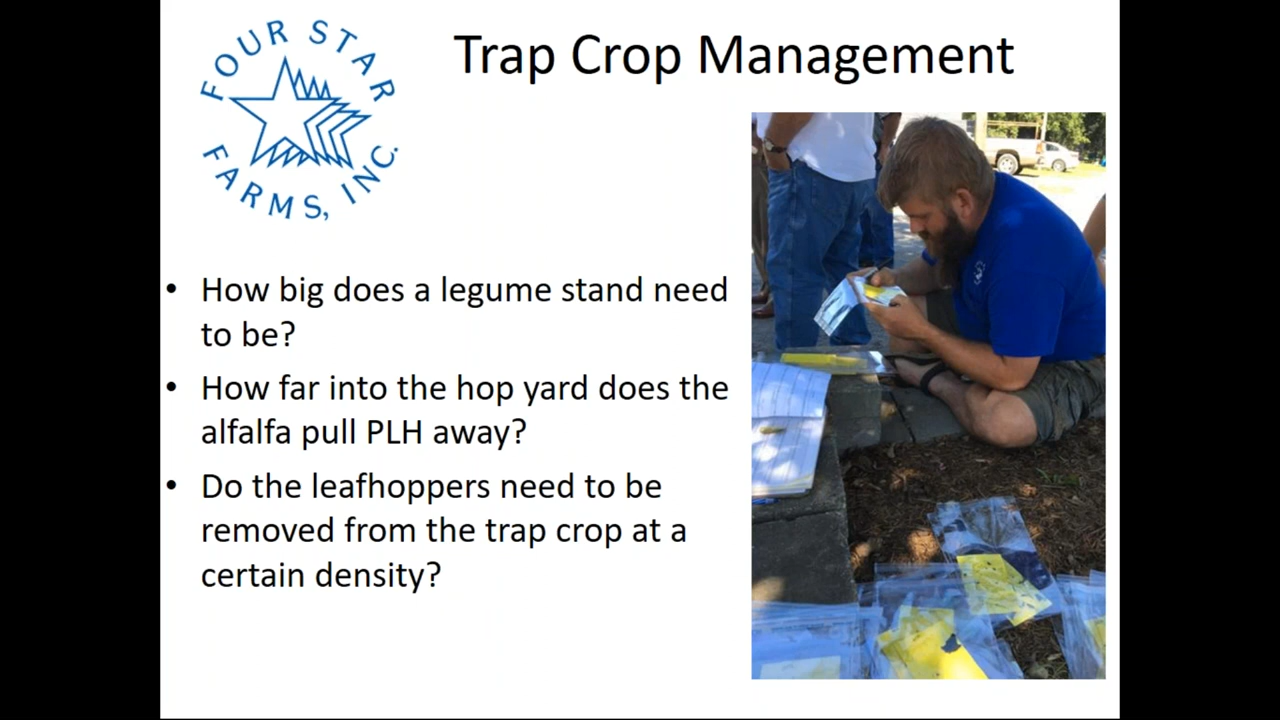 FOUR STAR
FARMS, INC.
Trap Crop Management
• How big does a legume stand need
to be?
• How far into the hop yard does the
alfalfa pull PLH away?
• Do the leafhoppers need to be
removed from the trap crop at a
certain density?